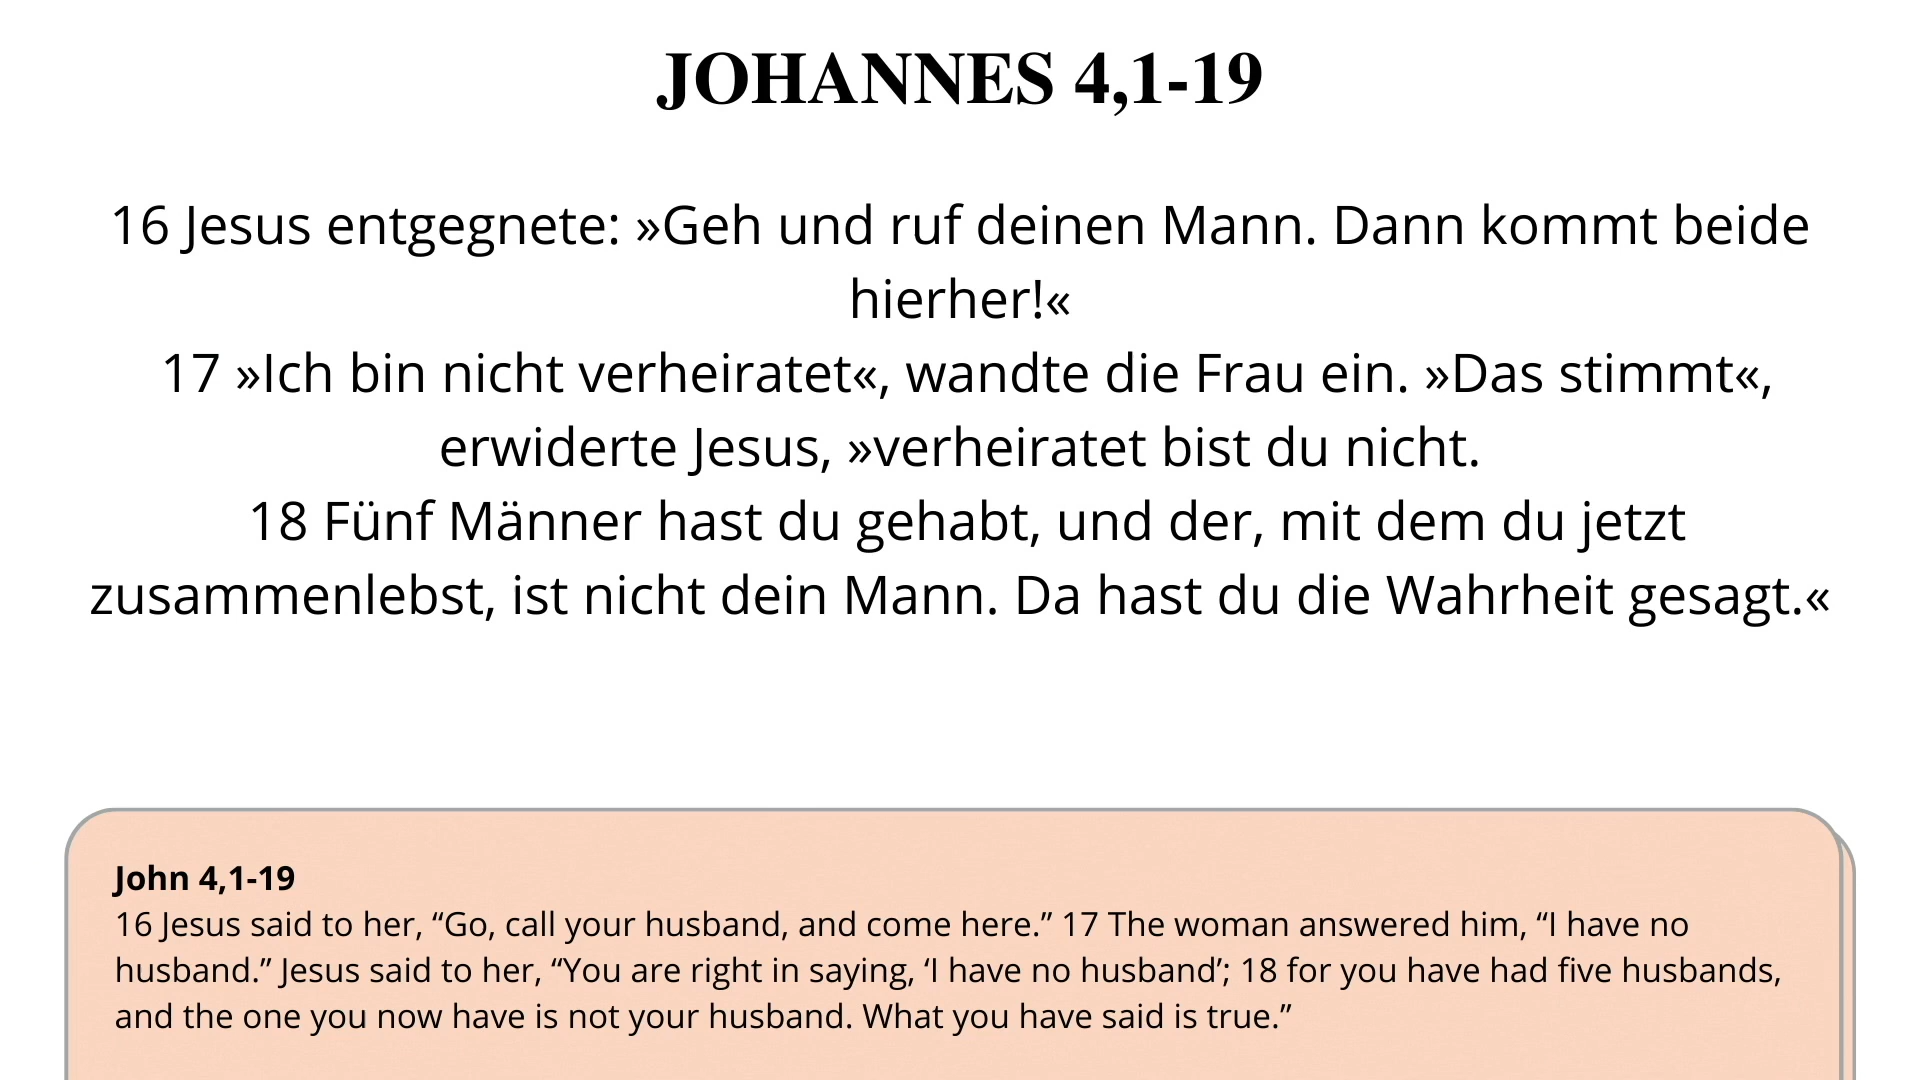 JOHANNES 4,1-19
16 Jesus entgegnete: »Geh und ruf deinen Mann. Dann kommt beide
hierher!«
17 »Ich bin nicht verheiratet«, wandte die Frau ein. »Das stimmt«,
erwiderte Jesus, »verheiratet bist du nicht.
18 Fünf Männer hast du gehabt, und der, mit dem du jetzt
zusammenlebst, ist nicht dein Mann. Da hast du die Wahrheit gesagt.«
John 4,1-19
16 Jesus said to her, “Go, call your husband, and come here.” 17 The woman answered him, “I have no
husband.” Jesus said to her, “You are right in saying, ‘I have no husband’; 18 for you have had five husbands,
and the one you now have is not your husband. What you have said is true.”